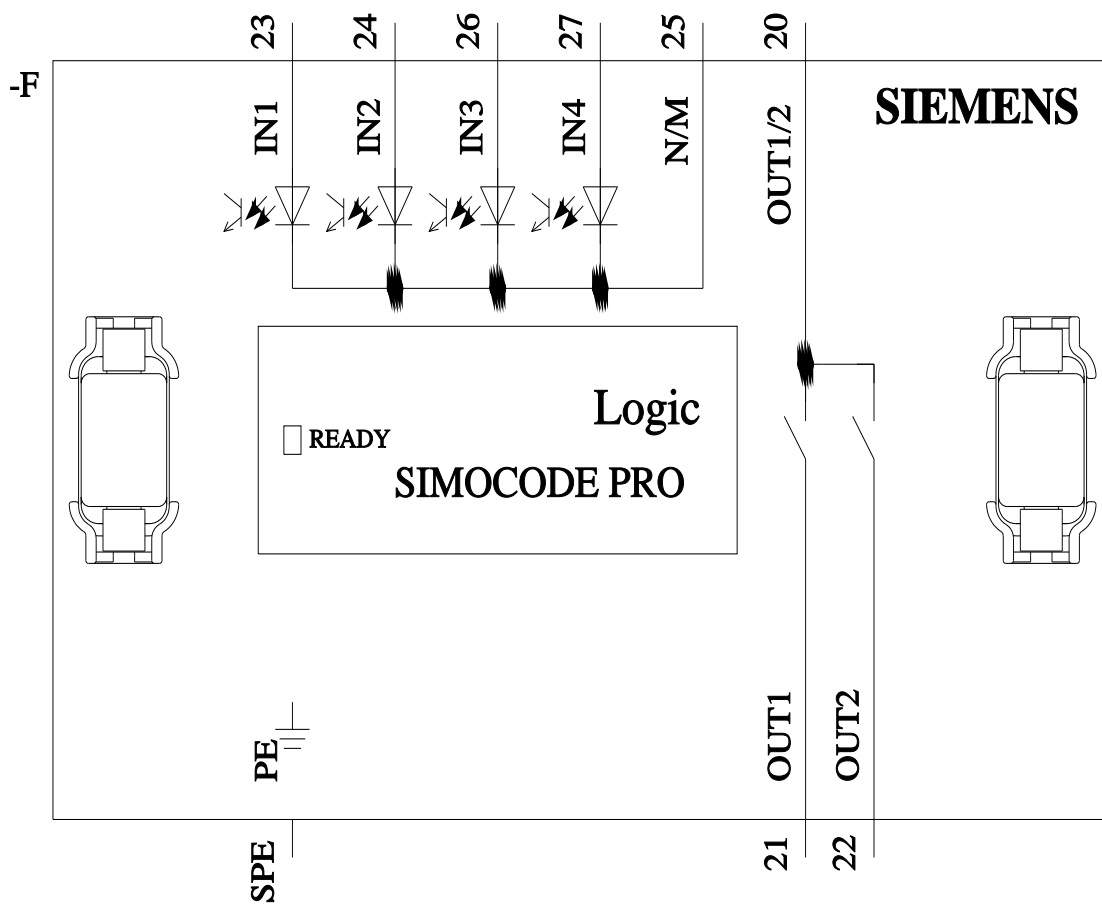 23
24
26
27
25
20
-F
SIEMENS
IN1
IN2
IN3
IN4
N/M
OUT1/2
Logic
READY
SIMOCODE PRO
PE
OUT1
OUT2
SPE
21
22